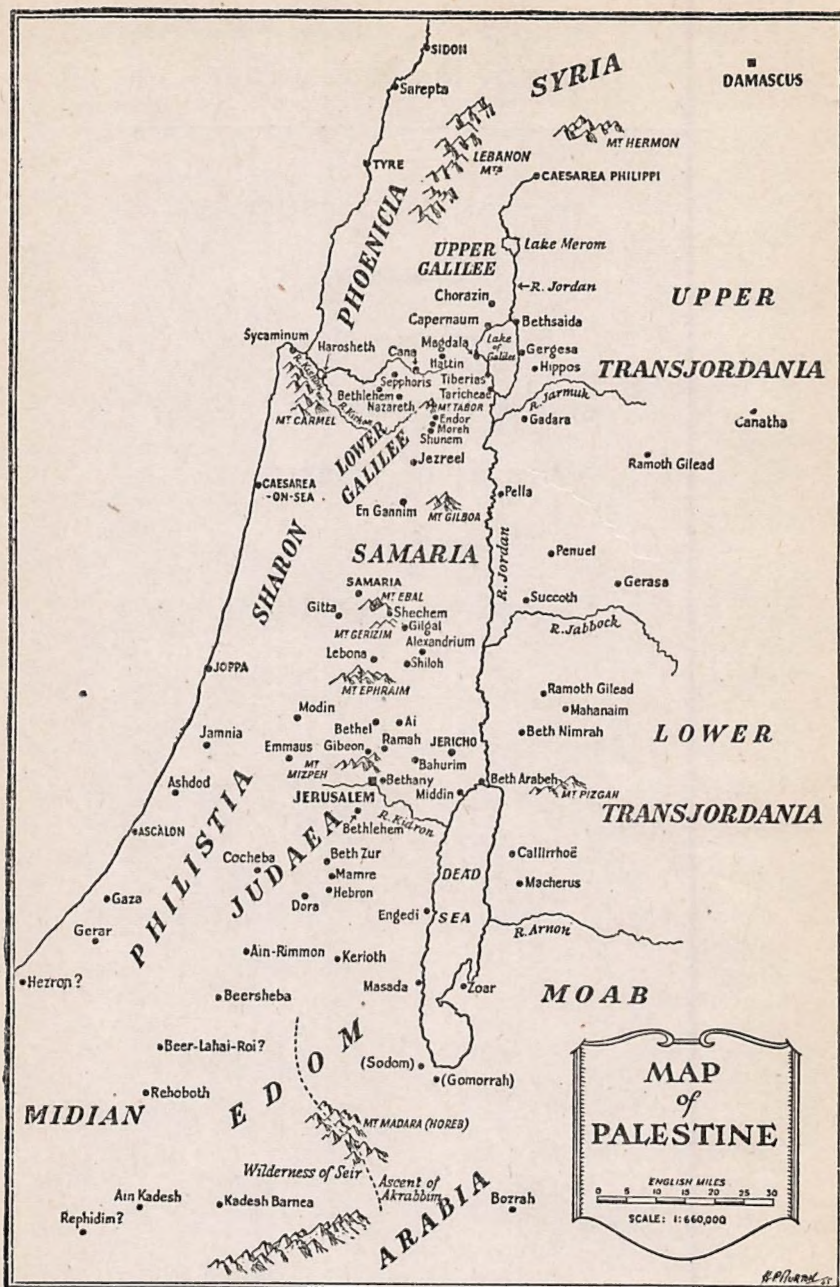 SIDON
Sarepta
SYRIA
DAMASCUS
MT HERMON
LEBANON
MTS
TYRE
CAESAREA PHILIPPI
PHOENICIA
UPPER
GALILEE
Lake Merom
R. Jordan
Chorazin
UPPER
TRANSJORDANIA
Capernaum
Bethsaida
Sycaminum
Harosheth
Magdala
Lake
of
Galilee
Gergesa
Cana
Hattin
Hippos
R. Kishon
Sepphoris
Tiberias
Bethlehem
Taricheae
R. Jarmuk
Nazareth
MT TABOR
MT CARMEL
R. Kishon
Endor
Moreh
Shunem
Gadara
Canatha
LOWER
GALILEE
Jezreel
Ramoth Gilead
CAESAREA
-ON-SEA
Pella
En Gannim
MT GILBOA
SHARON
SAMARIA
R. Jordan
Penuel
SAMARIA
MT EBAL
Gerasa
Gitta
Shechem
Succoth
MT GERIZIM
Gilgal
R. Jabbock
Alexandrium
Lebona
Shiloh
JOPPA
MT EPHRAIM
Ramoth Gilead
Modin
Mahanaim
Bethel
Ai
Jamnia
Beth Nimrah
LOWER
TRANSJORDANIA
Emmaus
Gibeon
Ramah
JERICHO
MT
MIZPEH
Bahurim
Ashdod
Bethany
Beth Arabeh
MT PIZGAH
JERUSALEM
Middin
R. Kidron
Bethlehem
ASCALON
PHILISTIA
JUDAEA
Cocheba
Beth Zur
Callirrhoë
Mamre
DEAD
SEA
Hebron
Macherus
Gaza
Dora
Engedi
Gerar
R. Arnon
Ain-Rimmon
Kerioth
Hezron?
Masada
Zoar
MOAB
Beersheba
Beer-Lahai-Roi?
EDOM
(Sodom)
(Gomorrah)
Rehoboth
MIDIAN
MT MADARA (HOREB)
Wilderness of Seir
Ascent of
Akrabbim
Ain Kadesh
Kadesh Barnea
Bozrah
Rephidim?
ARABIA
MAP
of
PALESTINE
ENGLISH MILES
0 5 10 15 20 25 30
SCALE: 1:660,000